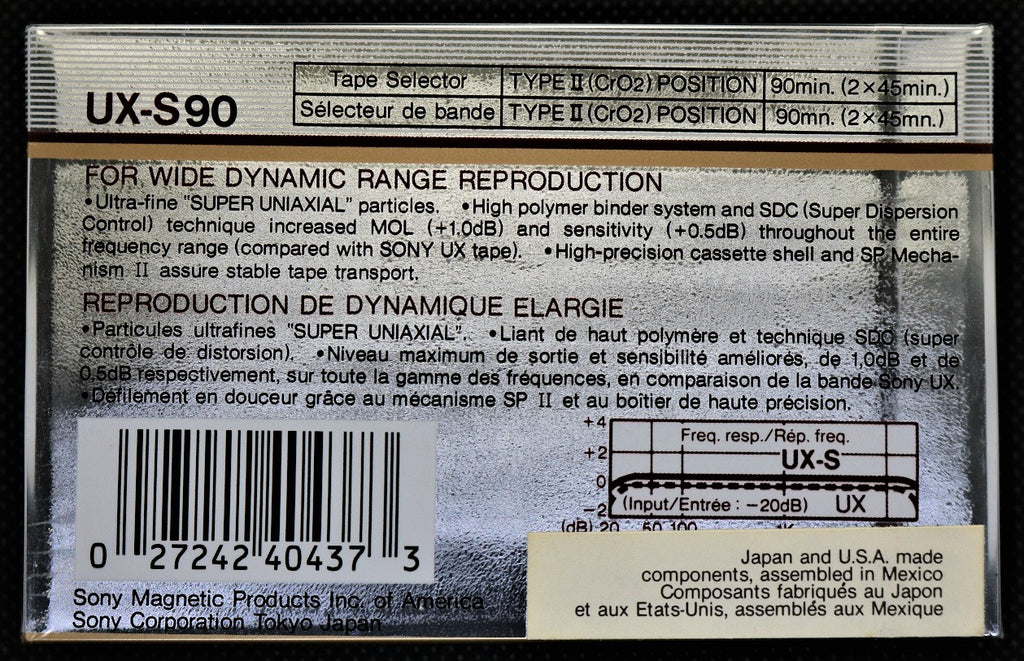 UX-S90
Tape Selector TYPE II (CrO2) POSITION 90min. (2×45min.)
Sélecteur de bande TYPE II (CrO2) POSITION 90mn. (2×45mn.)
FOR WIDE DYNAMIC RANGE REPRODUCTION
•Ultra-fine "SUPER UNIAXIAL" particles. •High polymer binder system and SDC (Super Dispersion
Control) technique increased MOL (+1.0dB) and sensitivity (+0.5dB) throughout the entire
frequency range (compared with SONY UX tape). •High-precision cassette shell and SP Mecha-
nism II assure stable tape transport.
REPRODUCTION DE DYNAMIQUE ELARGIE
•Particules ultrafines "SUPER UNIAXIAL". •Liant de haut polymère et technique SDC (super
contrôle de distorsion). •Niveau maximum de sortie et sensibilité améliorés, de 1,0dB et de
0,5dB respectivement, sur toute la gamme des fréquences, en comparaison de la bande Sony UX.
•Défilement en douceur grâce au mécanisme SP II et au boîtier de haute précision.
+4
Freq. resp./Rép. freq.
+2
UX-S
0
(Input/Entrée : −20dB) UX
−2
(dB) 20 50 100 1K
0 27242 40437 3
Sony Magnetic Products Inc. of America
Sony Corporation Tokyo Japan
Japan and U.S.A. made
components, assembled in Mexico
Composants fabriqués au Japon
et aux Etats-Unis, assemblés aux Mexique